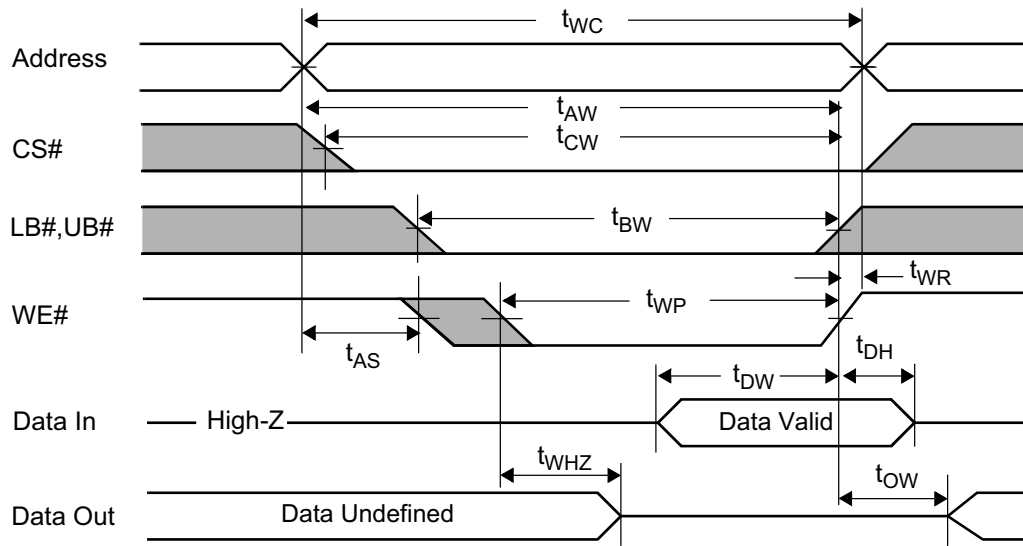 tWC
Address
tAW
CS#
tCW
LB#,UB#
tBW
tWR
WE#
tWP
tAS
tDH
tDW
Data In
High-Z
Data Valid
tWHZ
tOW
Data Out
Data Undefined